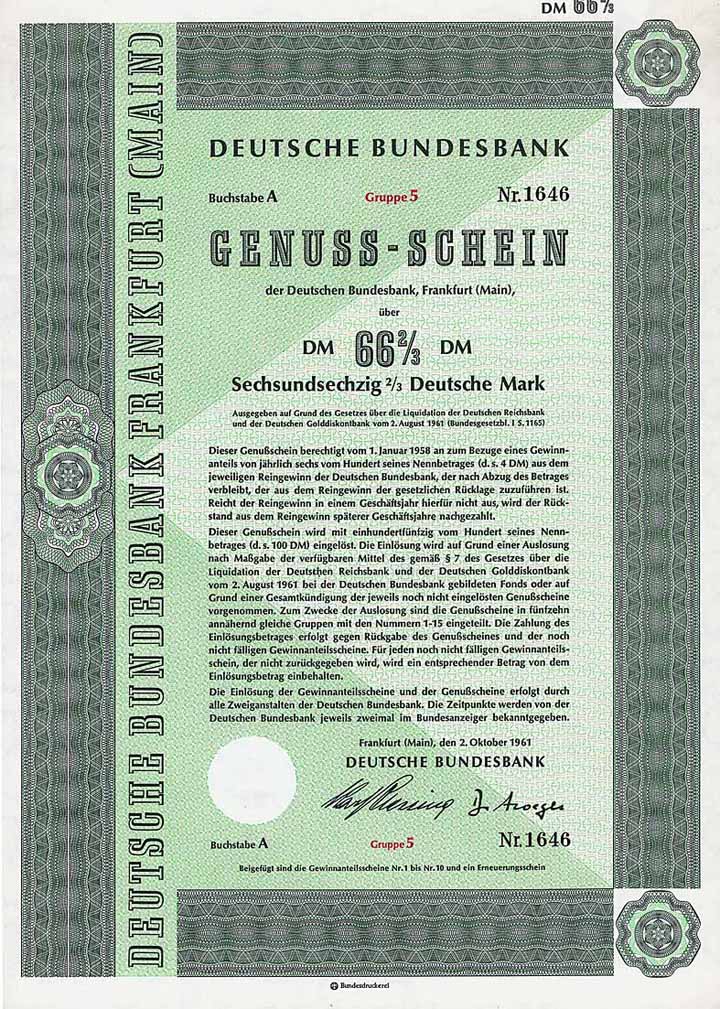 DM 66⅔
DEUTSCHE BUNDESBANK FRANKFURT (MAIN)
DEUTSCHE BUNDESBANK
Buchstabe A Gruppe 5 Nr. 1646
GENUSS-SCHEIN
der Deutschen Bundesbank, Frankfurt (Main),
über
DM 66⅔ DM
Sechsundsechzig ⅔ Deutsche Mark
Ausgegeben auf Grund des Gesetzes über die Liquidation der Deutschen Reichsbank
und der Deutschen Golddiskontbank vom 2. August 1961 (Bundesgesetzbl. I S. 1165)
Dieser Genußschein berechtigt vom 1. Januar 1958 an zum Bezuge eines Gewinn-
anteils von jährlich sechs vom Hundert seines Nennbetrages (d. s. 4 DM) aus dem
jeweiligen Reingewinn der Deutschen Bundesbank, der nach Abzug des Betrages
verbleibt, der aus dem Reingewinn der gesetzlichen Rücklage zuzuführen ist.
Reicht der Reingewinn in einem Geschäftsjahr hierfür nicht aus, wird der Rück-
stand aus dem Reingewinn späterer Geschäftsjahre nachgezahlt.
Dieser Genußschein wird mit einhundertfünfzig vom Hundert seines Nenn-
betrages (d. s. 100 DM) eingelöst. Die Einlösung wird auf Grund einer Auslosung
nach Maßgabe der verfügbaren Mittel des gemäß § 7 des Gesetzes über die
Liquidation der Deutschen Reichsbank und der Deutschen Golddiskontbank
vom 2. August 1961 bei der Deutschen Bundesbank gebildeten Fonds oder auf
Grund einer Gesamtkündigung der jeweils noch nicht eingelösten Genußscheine
vorgenommen. Zum Zwecke der Auslosung sind die Genußscheine in fünfzehn
annähernd gleiche Gruppen mit den Nummern 1-15 eingeteilt. Die Zahlung des
Einlösungsbetrages erfolgt gegen Rückgabe des Genußscheines und der noch
nicht fälligen Gewinnanteilsscheine. Für jeden noch nicht fälligen Gewinnanteils-
schein, der nicht zurückgegeben wird, wird ein entsprechender Betrag von dem
Einlösungsbetrag einbehalten.
Die Einlösung der Gewinnanteilsscheine und der Genußscheine erfolgt durch
alle Zweiganstalten der Deutschen Bundesbank. Die Zeitpunkte werden von der
Deutschen Bundesbank jeweils zweimal im Bundesanzeiger bekanntgegeben.
Frankfurt (Main), den 2. Oktober 1961
DEUTSCHE BUNDESBANK
Buchstabe A Gruppe 5 Nr. 1646
Beigefügt sind die Gewinnanteilsscheine Nr. 1 bis Nr. 10 und ein Erneuerungsschein
Bundesdruckerei